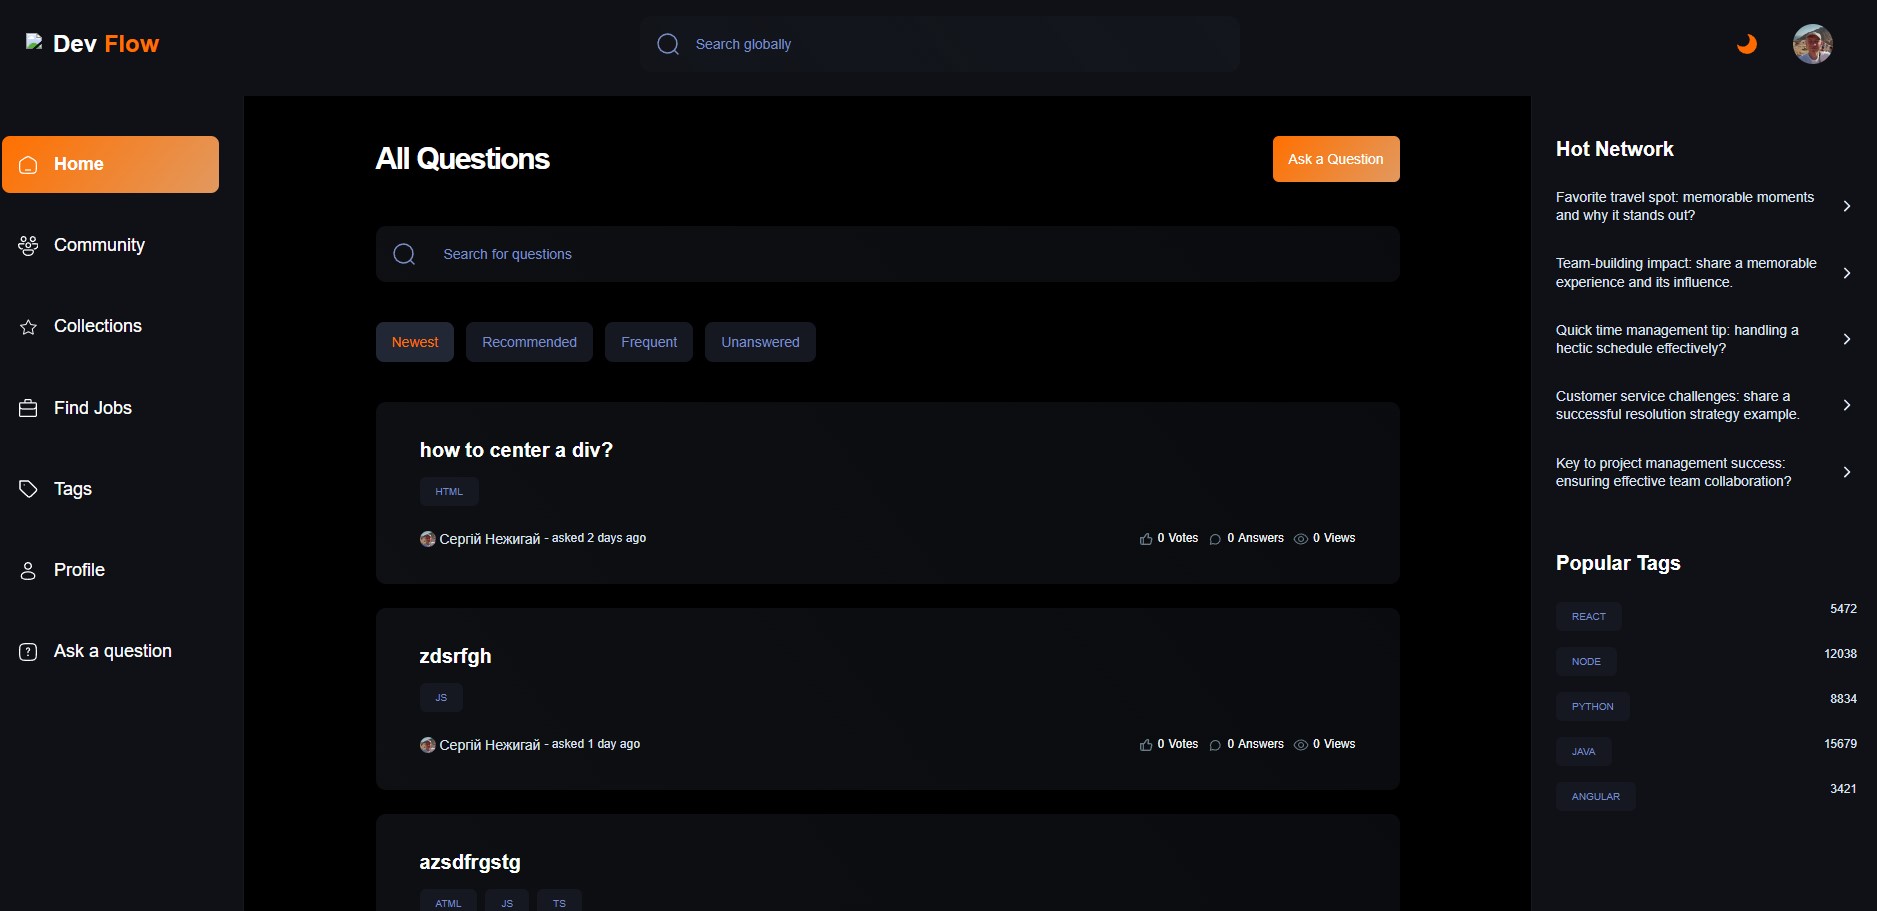 Dev Flow
Search globally
Home
Community
Collections
Find Jobs
Tags
Profile
Ask a question
All Questions
Ask a Question
Search for questions
Newest
Recommended
Frequent
Unanswered
how to center a div?
HTML
Сергій Нежигай - asked 2 days ago
0 Votes
0 Answers
0 Views
zdsrfgh
JS
Сергій Нежигай - asked 1 day ago
0 Votes
0 Answers
0 Views
azsdfrgstg
ATML
JS
TS
Hot Network
Favorite travel spot: memorable moments
and why it stands out?
Team-building impact: share a memorable
experience and its influence.
Quick time management tip: handling a
hectic schedule effectively?
Customer service challenges: share a
successful resolution strategy example.
Key to project management success:
ensuring effective team collaboration?
Popular Tags
REACT 5472
NODE 12038
PYTHON 8834
JAVA 15679
ANGULAR 3421